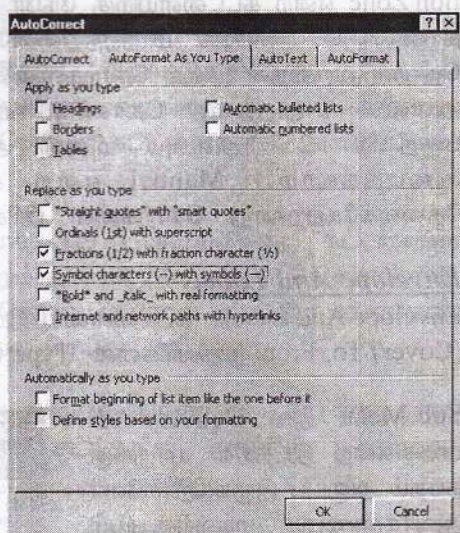 AutoCorrect
AutoCorrect AutoFormat As You Type AutoText AutoFormat
Apply as you type
Headings Automatic bulleted lists
Borders Automatic numbered lists
Tables
Replace as you type
"Straight quotes" with "smart quotes"
Ordinals (1st) with superscript
Fractions (1/2) with fraction character (½)
Symbol characters (--) with symbols (—)
*Bold* and _italic_ with real formatting
Internet and network paths with hyperlinks
Automatically as you type
Format beginning of list item like the one before it
Define styles based on your formatting
OK Cancel